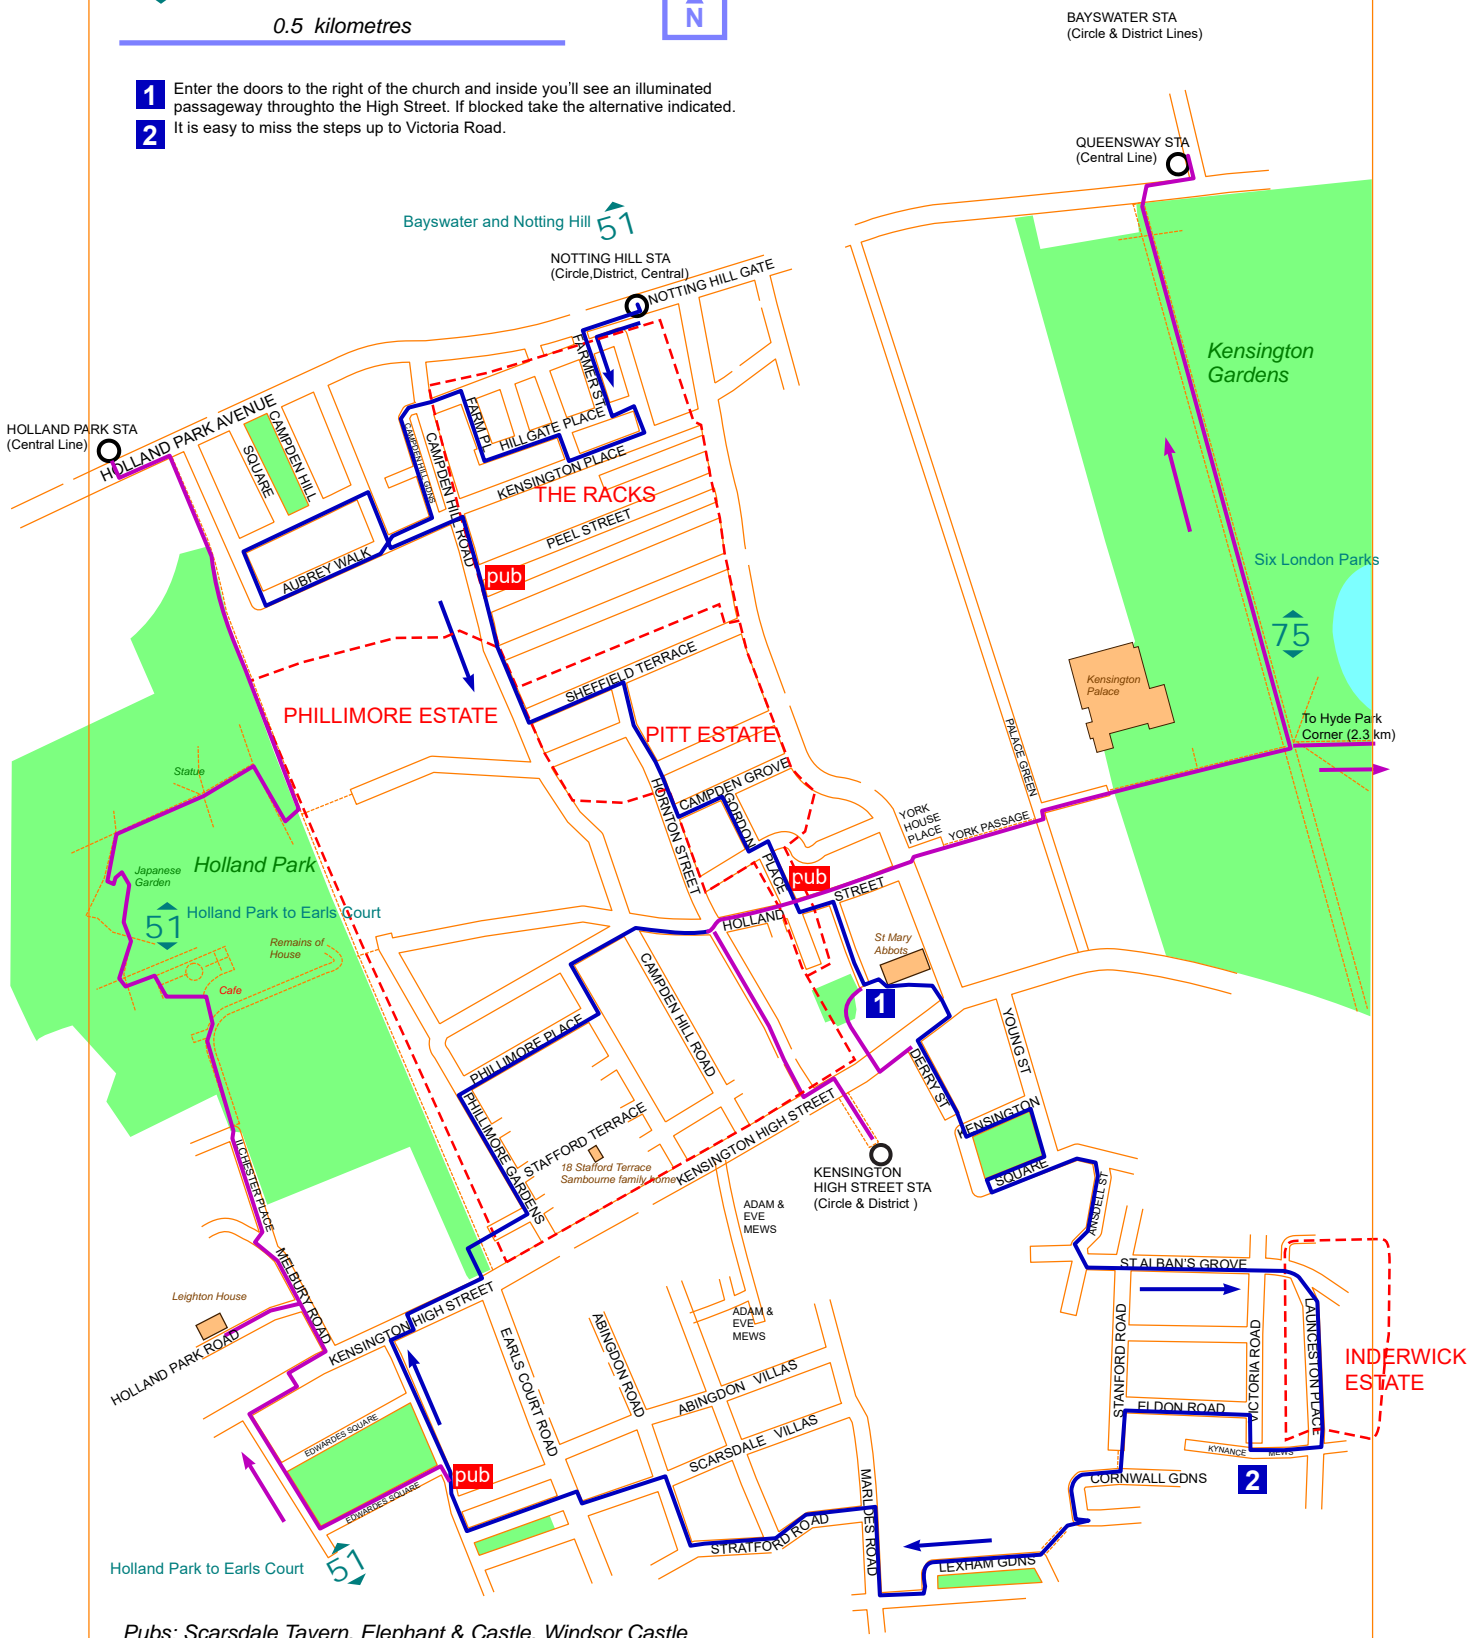 0.5 kilometres
N
BAYSWATER STA
(Circle & District Lines)
1 Enter the doors to the right of the church and inside you'll see an illuminated
passageway throughto the High Street. If blocked take the alternative indicated.
2 It is easy to miss the steps up to Victoria Road.
QUEENSWAY STA
(Central Line)
Bayswater and Notting Hill 51
NOTTING HILL STA
(Circle,District, Central)
NOTTING HILL GATE
Kensington
Gardens
FARMER ST
HOLLAND PARK STA
(Central Line)
HOLLAND PARK AVENUE
CAMPDEN HILL
SQUARE
CAMPDEN HILL GDNS
CAMPDEN HILL ROAD
FARM PL
HILLGATE PLACE
KENSINGTON PLACE
THE RACKS
PEEL STREET
AUBREY WALK
pub
Six London Parks
75
SHEFFIELD TERRACE
PHILLIMORE ESTATE
PITT ESTATE
Kensington
Palace
PALACE GREEN
To Hyde Park
Corner (2.3 km)
Statue
CAMPDEN GROVE
HORNTON STREET
GORDON
PLACE
YORK
HOUSE
PLACE
YORK PASSAGE
Holland Park
Japanese
Garden
pub
HOLLAND
STREET
51 Holland Park to Earls Court
Remains of
House
Cafe
St Mary
Abbots
1
CAMPDEN HILL ROAD
PHILLIMORE PLACE
YOUNG ST
DERRY ST
PHILLIMORE GARDENS
STAFFORD TERRACE
18 Stafford Terrace
Sambourne family home
KENSINGTON HIGH STREET
KENSINGTON
SQUARE
ILCHESTER PLACE
KENSINGTON
HIGH STREET STA
(Circle & District )
ADAM &
EVE
MEWS
ANSDELL ST
MELBURY ROAD
ST ALBAN'S GROVE
Leighton House
HOLLAND PARK ROAD
KENSINGTON HIGH STREET
ADAM &
EVE
MEWS
EARLS COURT ROAD
ABINGDON ROAD
ABINGDON VILLAS
STANFORD ROAD
VICTORIA ROAD
LAUNCESTON PLACE
INDERWICK
ESTATE
EDWARDES SQUARE
SCARSDALE VILLAS
ELDON ROAD
KYNANCE MEWS
2
pub
EDWARDES SQUARE
MARLOES ROAD
CORNWALL GDNS
STRATFORD ROAD
LEXHAM GDNS
Holland Park to Earls Court 51
Pubs: Scarsdale Tavern, Elephant & Castle, Windsor Castle